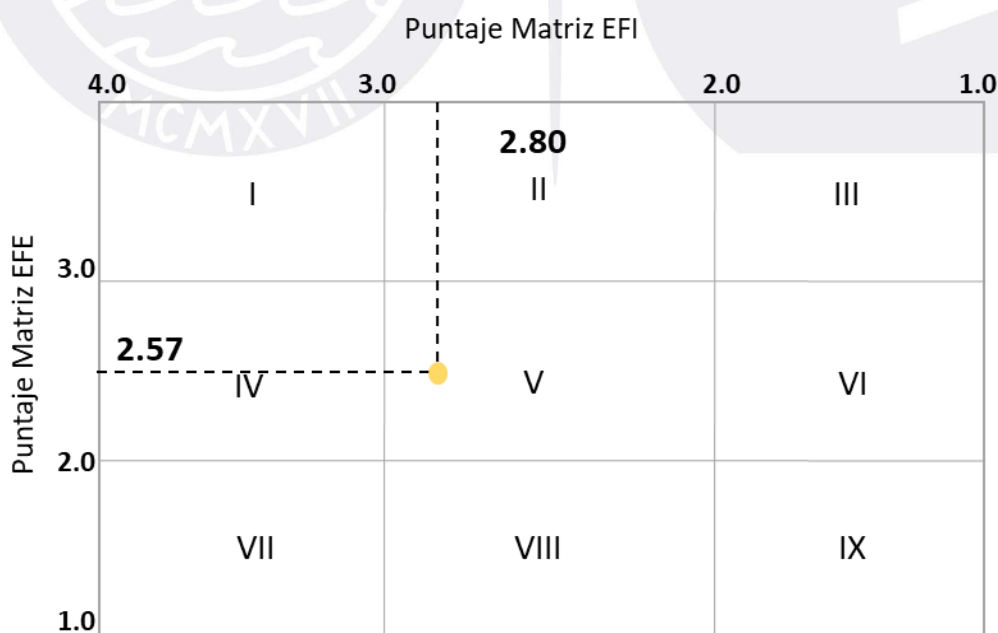 Puntaje Matriz EFI
4.0 3.0 2.0 1.0
MCMXVII
2.80
I II III
Puntaje Matriz EFE
3.0
2.57
IV V VI
2.0
VII VIII IX
1.0